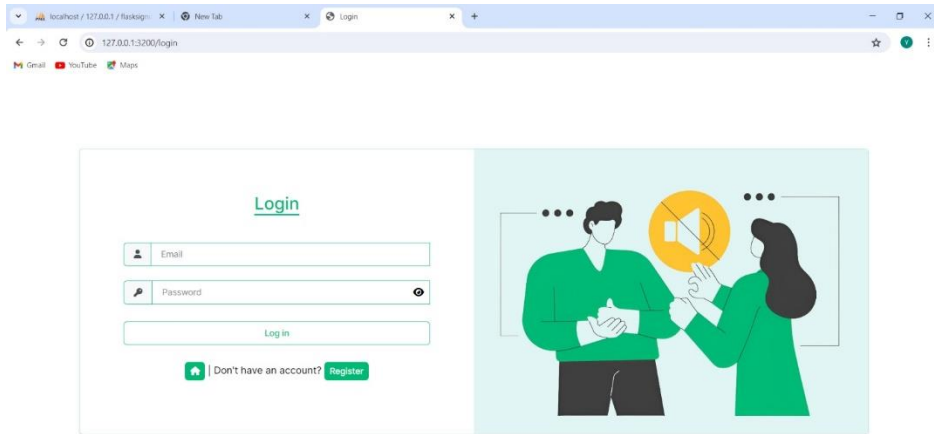 localhost / 127.0.0.1 / flasksign
New Tab
Login
127.0.0.1:3200/login
Y
Gmail
YouTube
Maps
Login
Email
Password
Log in
| Don't have an account? Register